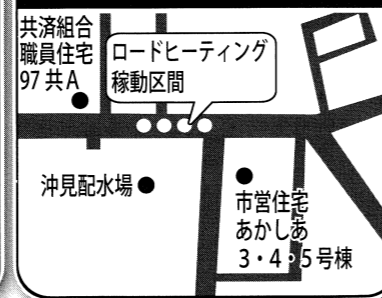 共済組合
職員住宅
97共A
ロードヒーティング
稼動区間
沖見配水場
市営住宅
あかしあ
3・4・5号棟